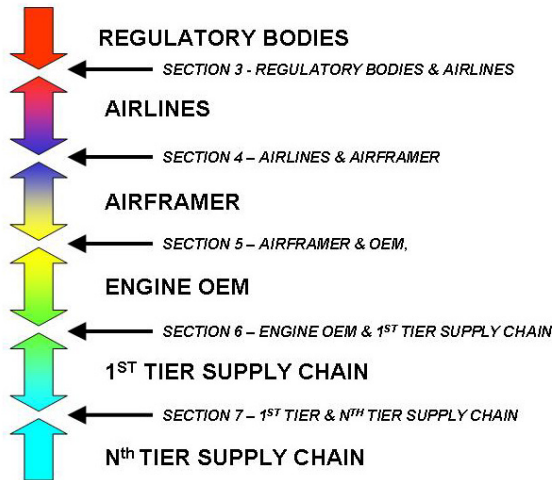 REGULATORY BODIES
SECTION 3 - REGULATORY BODIES & AIRLINES
AIRLINES
SECTION 4 – AIRLINES & AIRFRAMER
AIRFRAMER
SECTION 5 – AIRFRAMER & OEM,
ENGINE OEM
SECTION 6 – ENGINE OEM & 1ST TIER SUPPLY CHAIN
1ST TIER SUPPLY CHAIN
SECTION 7 – 1ST TIER & NTH TIER SUPPLY CHAIN
Nth TIER SUPPLY CHAIN